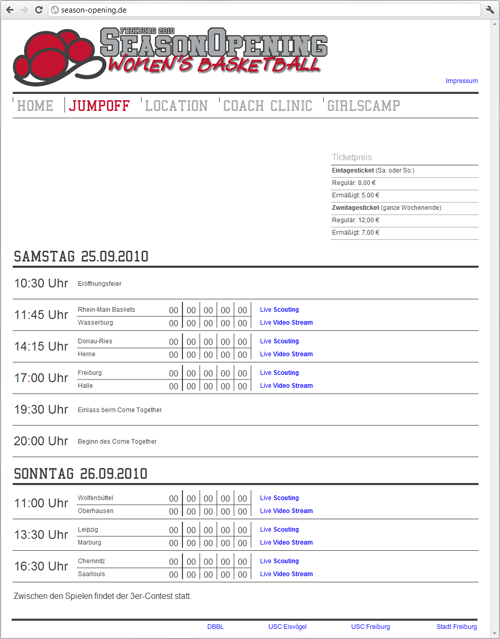 season-opening.de
FREIBURG 2010
SEASONOPENING
WOMEN'S BASKETBALL
Impressum
HOME JUMPOFF LOCATION COACH CLINIC GIRLSCAMP
Ticketpreis
Eintagesticket (Sa. oder So.)
Regulär: 8,00 €
Ermäßigt: 5,00 €
Zweitagesticket (ganze Wochenende)
Regulär: 12,00 €
Ermäßigt: 7,00 €
SAMSTAG 25.09.2010
10:30 Uhr Eröffnungsfeier
11:45 Uhr Rhein-Main Baskets 00 00 00 00 00 Live Scouting
Wasserburg 00 00 00 00 00 Live Video Stream
14:15 Uhr Donau-Ries 00 00 00 00 00 Live Scouting
Herne 00 00 00 00 00 Live Video Stream
17:00 Uhr Freiburg 00 00 00 00 00 Live Scouting
Halle 00 00 00 00 00 Live Video Stream
19:30 Uhr Einlass beim Come Together
20:00 Uhr Beginn des Come Together
SONNTAG 26.09.2010
11:00 Uhr Wolfenbüttel 00 00 00 00 00 Live Scouting
Oberhausen 00 00 00 00 00 Live Video Stream
13:30 Uhr Leipzig 00 00 00 00 00 Live Scouting
Marburg 00 00 00 00 00 Live Video Stream
16:30 Uhr Chemnitz 00 00 00 00 00 Live Scouting
Saarlouis 00 00 00 00 00 Live Video Stream
Zwischen den Spielen findet der 3er-Contest statt.
DBBL USC Eisvögel USC Freiburg Stadt Freiburg